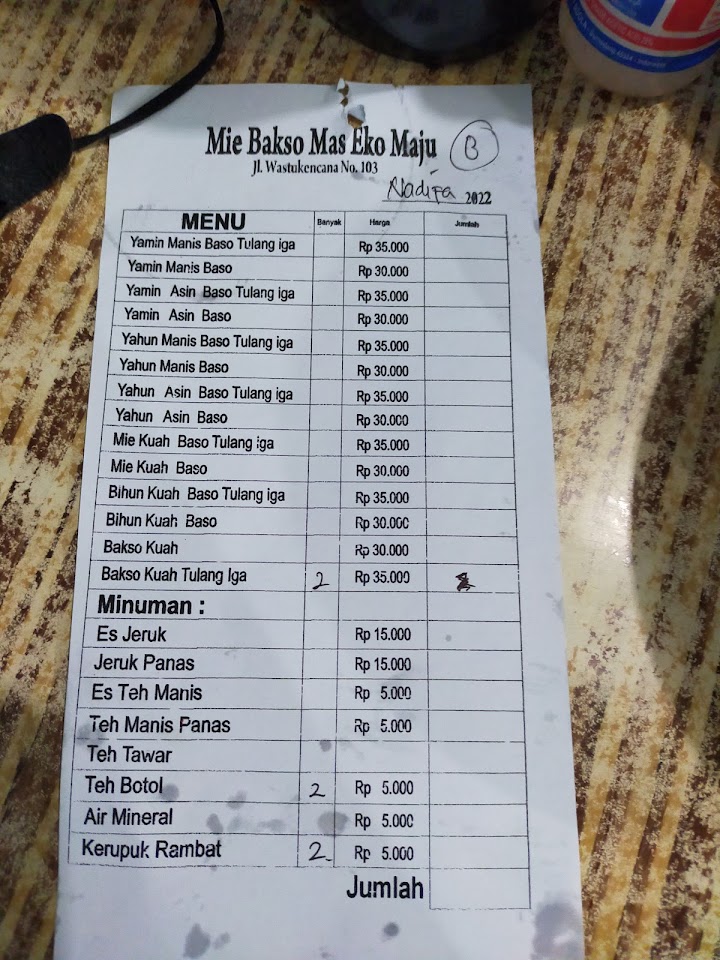 Mie Bakso Mas Eko Maju B
Jl. Wastukencana No. 103
2022
MENU Banyak Harga Jumlah
Yamin Manis Baso Tulang iga Rp 35.000
Yamin Manis Baso Rp 30.000
Yamin Asin Baso Tulang iga Rp 35.000
Yamin Asin Baso Rp 30.000
Yahun Manis Baso Tulang iga Rp 35.000
Yahun Manis Baso Rp 30.000
Yahun Asin Baso Tulang iga Rp 35.000
Yahun Asin Baso Rp 30.000
Mie Kuah Baso Tulang iga Rp 35.000
Mie Kuah Baso Rp 30.000
Bihun Kuah Baso Tulang iga Rp 35.000
Bihun Kuah Baso Rp 30.000
Bakso Kuah Rp 30.000
Bakso Kuah Tulang Iga 2 Rp 35.000
Minuman :
Es Jeruk Rp 15.000
Jeruk Panas Rp 15.000
Es Teh Manis Rp 5.000
Teh Manis Panas Rp 5.000
Teh Tawar
Teh Botol 2 Rp 5.000
Air Mineral Rp 5.000
Kerupuk Rambat 2 Rp 5.000
Jumlah